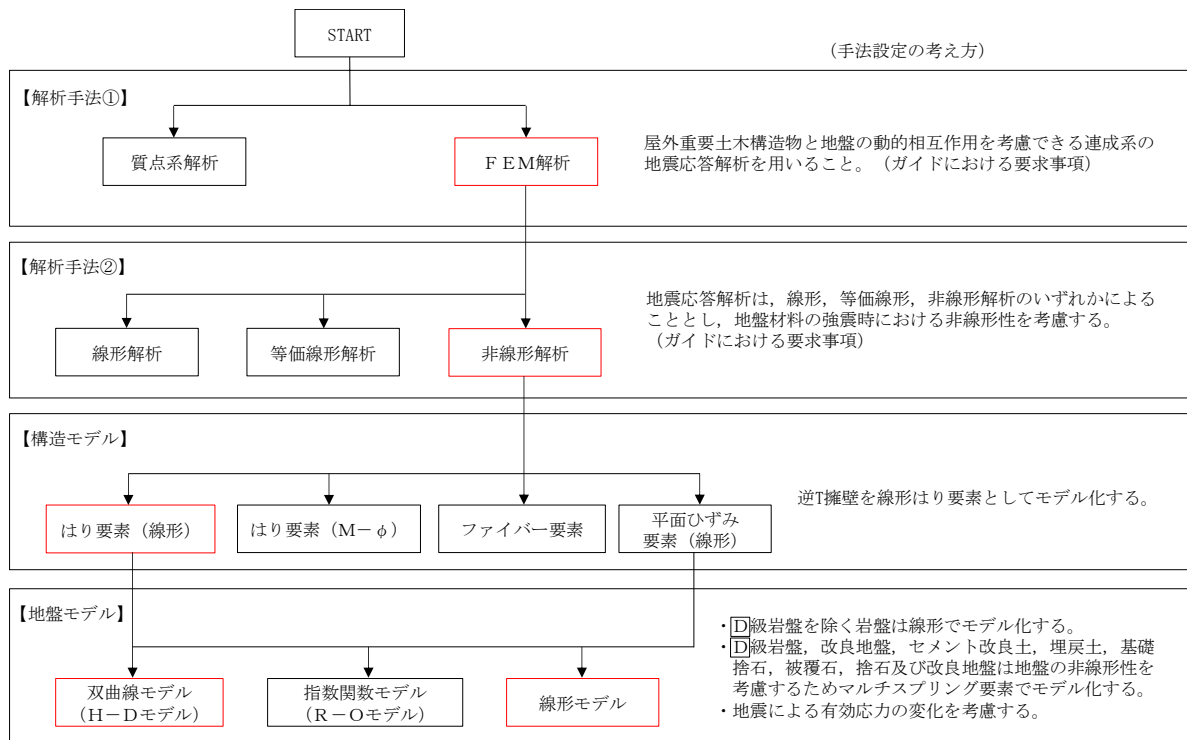 START
(手法設定の考え方)
【解析手法①】
質点系解析
ＦＥＭ解析
屋外重要土木構造物と地盤の動的相互作用を考慮できる連成系の
地震応答解析を用いること。（ガイドにおける要求事項）
【解析手法②】
線形解析
等価線形解析
非線形解析
地震応答解析は，線形，等価線形，非線形解析のいずれかによる
こととし，地盤材料の強震時における非線形性を考慮する。
（ガイドにおける要求事項）
【構造モデル】
はり要素（線形）
はり要素（Ｍ－φ）
ファイバー要素
平面ひずみ
要素（線形）
逆T擁壁を線形はり要素としてモデル化する。
【地盤モデル】
双曲線モデル
（Ｈ－Ｄモデル）
指数関数モデル
（Ｒ－Ｏモデル）
線形モデル
・D級岩盤を除く岩盤は線形でモデル化する。
・D級岩盤，改良地盤，セメント改良土，埋戻土，基礎
捨石，被覆石，捨石及び改良地盤は地盤の非線形性を
考慮するためマルチスプリング要素でモデル化する。
・地震による有効応力の変化を考慮する。